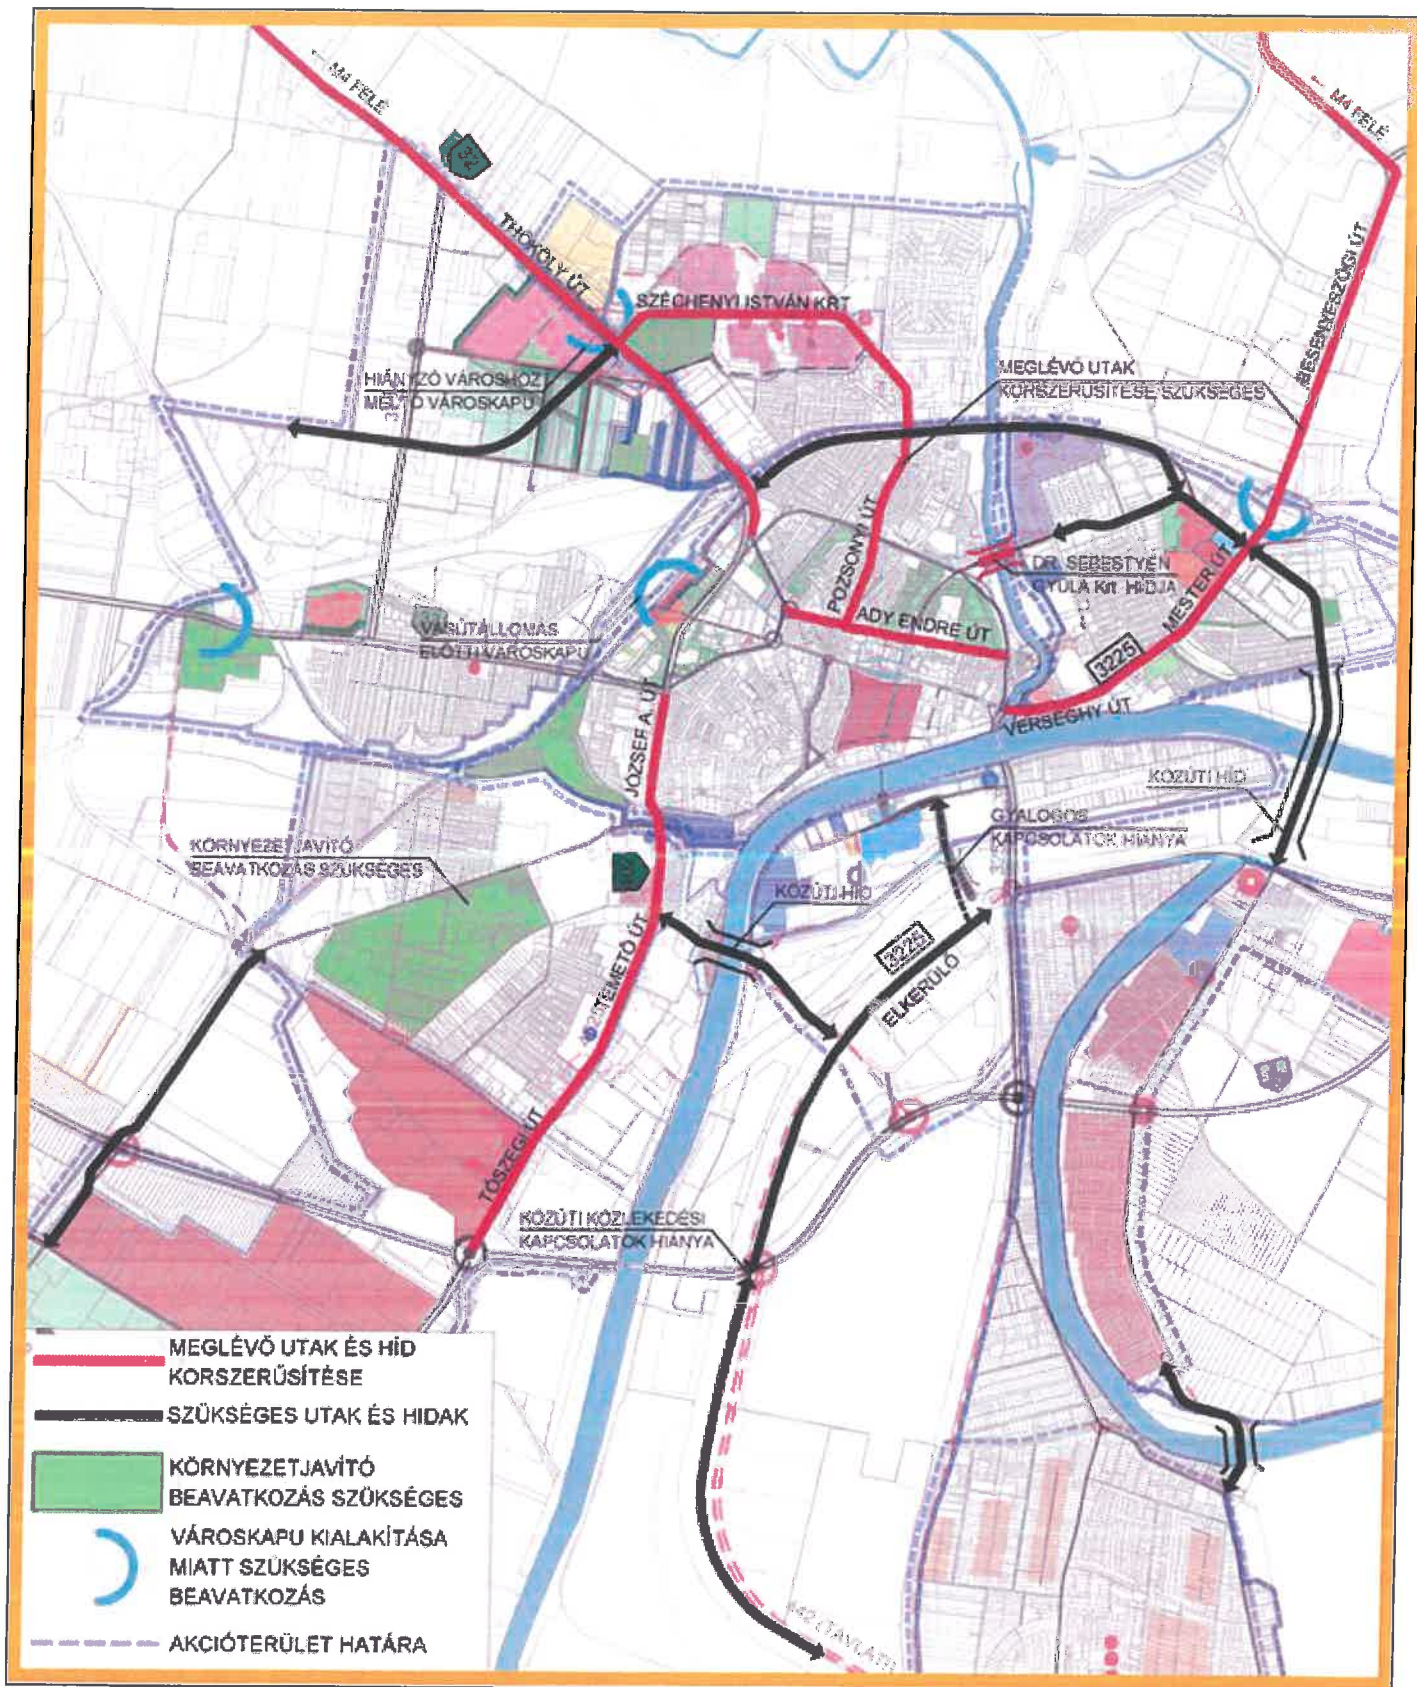 M4 FELÉ
M4 FELÉ
32
THÖKÖLY ÚT
SZÉCHENYI ISTVÁN KRT
BESENYSZÖGI ÚT
MEGLÉVŐ UTAK
KORSZERŰSÍTÉSE SZÜKSÉGES
HIÁNYZÓ VÁROSHOZ
MÉLTÓ VÁROSKAPU
POZSONYI ÚT
DR. SEBESTYÉN
GYULA Krt HÍDJA
MESTER ÚT
ADY ENDRE ÚT
VASÚTÁLLOMÁS
ELŐTTI VÁROSKAPU
3225
VERSEGHY ÚT
JÓZSEF A. ÚT
KÖZÚTI HÍD
GYALOGOS
KAPCSOLATOK HIÁNYA
KÖRNYEZETJAVÍTÓ
BEAVATKOZÁS SZÜKSÉGES
KÖZÚTI HÍD
3225
ELKERÜLŐ
TEMETŐ ÚT
TÓSZEGI ÚT
KÖZÚTI KÖZLEKEDÉSI
KAPCSOLATOK HIÁNYA
MEGLÉVŐ UTAK ÉS HÍD
KORSZERŰSÍTÉSE
SZÜKSÉGES UTAK ÉS HIDAK
KÖRNYEZETJAVÍTÓ
BEAVATKOZÁS SZÜKSÉGES
VÁROSKAPU KIALAKÍTÁSA
MIATT SZÜKSÉGES
BEAVATKOZÁS
AKCIÓTERÜLET HATÁRA